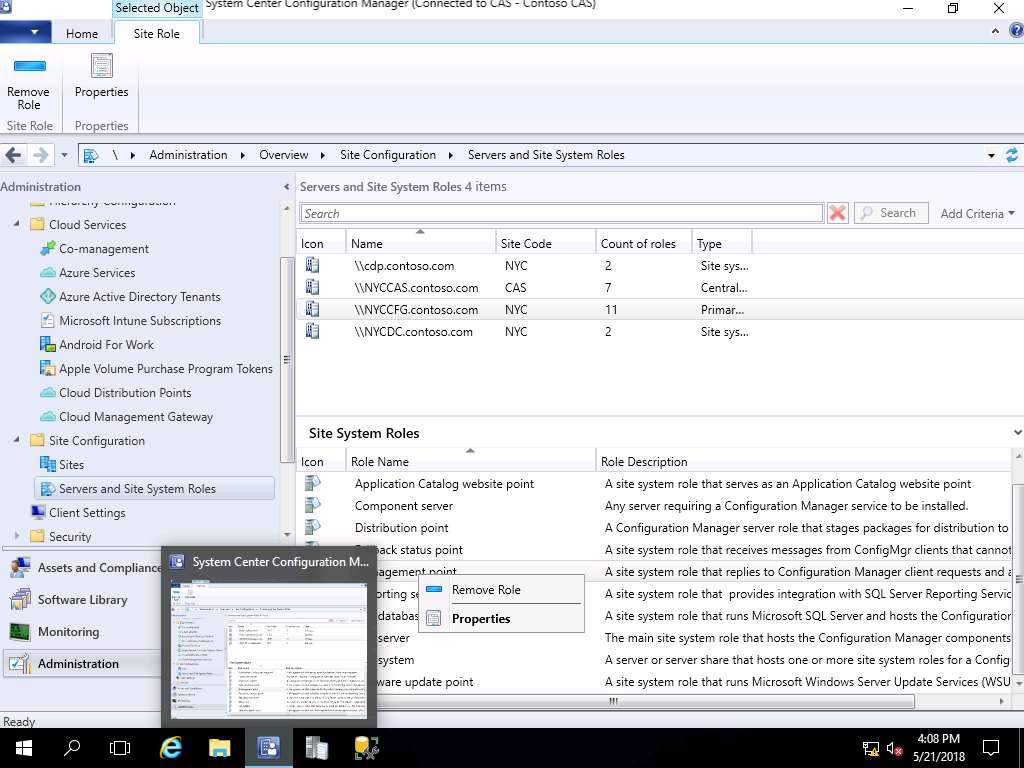 Selected Object
System Center Configuration Manager (Connected to CAS - Contoso CAS)
Home
Site Role
Remove
Role
Properties
Site Role
Properties
\ Administration Overview Site Configuration Servers and Site System Roles
Administration
Hierarchy Configuration
Cloud Services
Co-management
Azure Services
Azure Active Directory Tenants
Microsoft Intune Subscriptions
Android For Work
Apple Volume Purchase Program Tokens
Cloud Distribution Points
Cloud Management Gateway
Site Configuration
Sites
Servers and Site System Roles
Client Settings
Security
Assets and Compliance
Software Library
Monitoring
Administration
Servers and Site System Roles 4 items
Search
Search
Add Criteria
Icon Name Site Code Count of roles Type
\\cdp.contoso.com NYC 2 Site sys...
\\NYCCAS.contoso.com CAS 7 Central...
\\NYCCFG.contoso.com NYC 11 Primar...
\\NYCDC.contoso.com NYC 2 Site sys...
Site System Roles
Icon Role Name Role Description
Application Catalog website point A site system role that serves as an Application Catalog website point
Component server Any server requiring a Configuration Manager service to be installed.
Distribution point A Configuration Manager server role that stages packages for distribution to
back status point A site system role that receives messages from ConfigMgr clients that cannot
agement point A site system role that replies to Configuration Manager client requests and a
orting se A site system role that provides integration with SQL Server Reporting Servic
databas A site system role that runs Microsoft SQL Server and hosts the Configuration
server The main site system role that hosts the Configuration Manager components
system A server or server share that hosts one or more site system roles for a Config
ware update point A site system role that runs Microsoft Windows Server Update Services (WSU
Remove Role
Properties
System Center Configuration M...
Ready
4:08 PM
5/21/2018